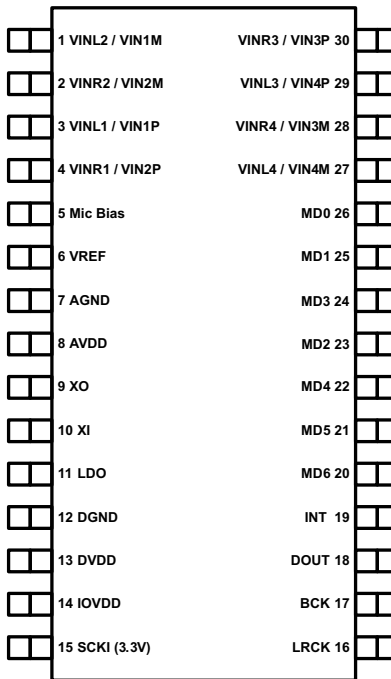 1 VINL2 / VIN1M
VINR3 / VIN3P 30
2 VINR2 / VIN2M
VINL3 / VIN4P 29
3 VINL1 / VIN1P
VINR4 / VIN3M 28
4 VINR1 / VIN2P
VINL4 / VIN4M 27
5 Mic Bias
MD0 26
6 VREF
MD1 25
7 AGND
MD3 24
8 AVDD
MD2 23
9 XO
MD4 22
10 XI
MD5 21
11 LDO
MD6 20
12 DGND
INT 19
13 DVDD
DOUT 18
14 IOVDD
BCK 17
15 SCKI (3.3V)
LRCK 16